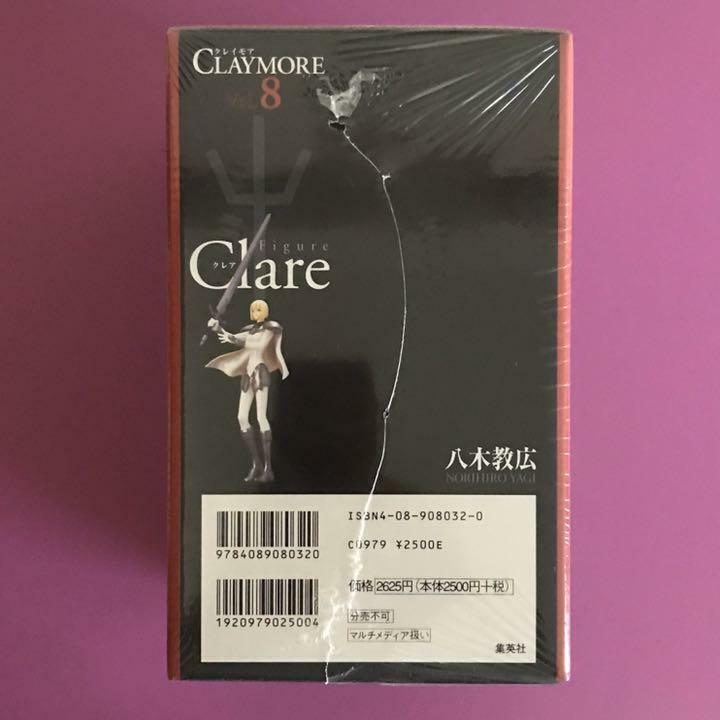 クレイモア
CLAYMORE
Vol. 8
Figure
Clare
クレア
八木教広
NORIHIRO YAGI
ISBN4-08-908032-0
9784089080320
C0979 ¥2500E
価格 2625円(本体2500円+税)
1920979025004
分売不可
マルチメディア扱い
集英社